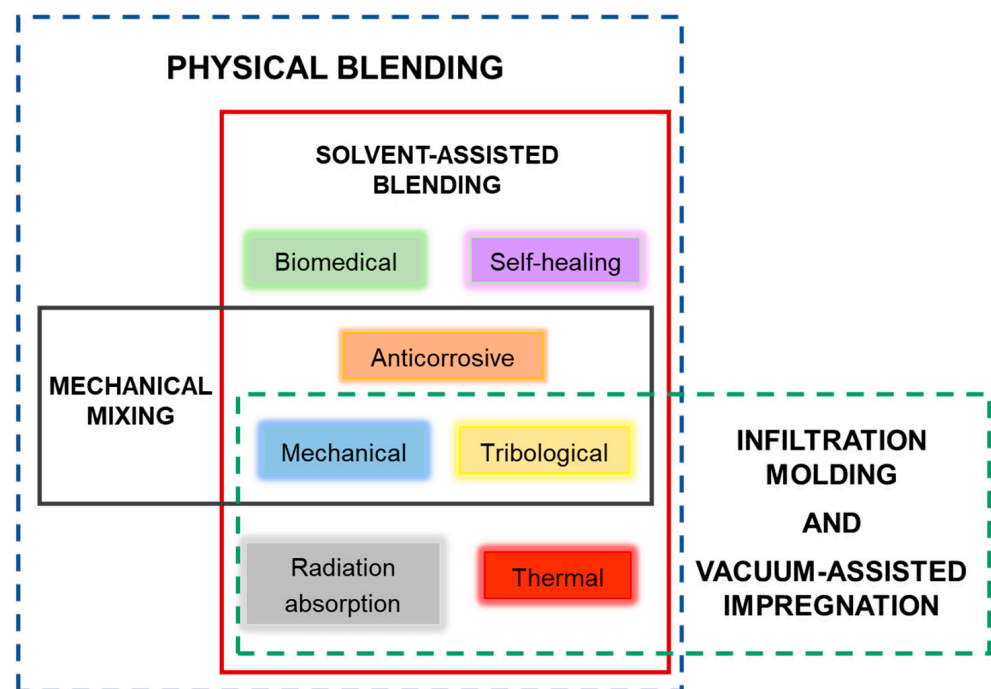 PHYSICAL BLENDING
SOLVENT-ASSISTED
BLENDING
Biomedical
Self-healing
Anticorrosive
MECHANICAL
MIXING
Mechanical
Tribological
INFILTRATION
MOLDING
AND
VACUUM-ASSISTED
IMPREGNATION
Radiation
absorption
Thermal